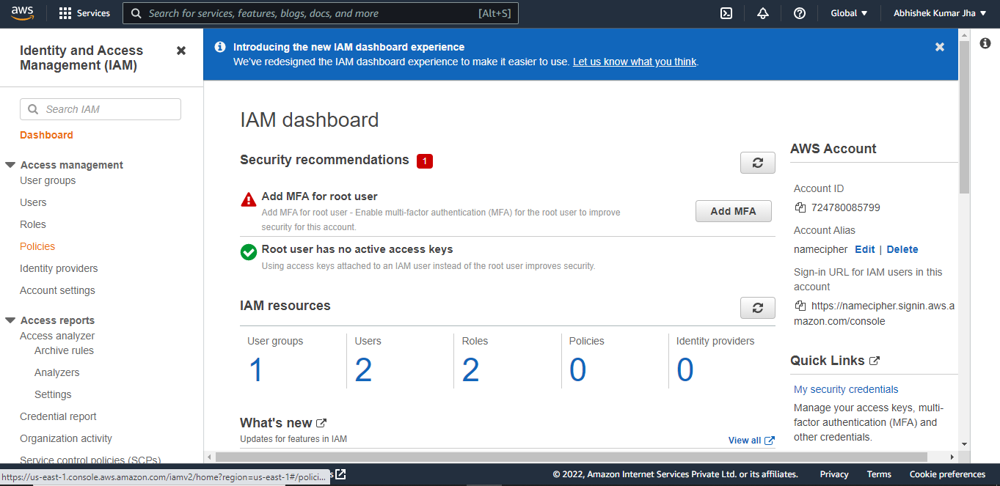 aws
Services
Search for services, features, blogs, docs, and more
[Alt+S]
Global
Abhishek Kumar Jha
Identity and Access
Management (IAM)
Search IAM
Dashboard
Access management
User groups
Users
Roles
Policies
Identity providers
Account settings
Access reports
Access analyzer
Archive rules
Analyzers
Settings
Credential report
Organization activity
Service control policies (SCPs)
Introducing the new IAM dashboard experience
We've redesigned the IAM dashboard experience to make it easier to use. Let us know what you think.
IAM dashboard
Security recommendations 1
Add MFA for root user
Add MFA for root user - Enable multi-factor authentication (MFA) for the root user to improve
security for this account.
Add MFA
Root user has no active access keys
Using access keys attached to an IAM user instead of the root user improves security.
IAM resources
User groups
1
Users
2
Roles
2
Policies
0
Identity providers
0
What's new
Updates for features in IAM
View all
AWS Account
Account ID
724780085799
Account Alias
namecipher Edit | Delete
Sign-in URL for IAM users in this
account
https://namecipher.signin.aws.a
mazon.com/console
Quick Links
My security credentials
Manage your access keys, multi-
factor authentication (MFA) and
other credentials.
https://us-east-1.console.aws.amazon.com/iamv2/home?region=us-east-1#/polici...
© 2022, Amazon Internet Services Private Ltd. or its affiliates.
Privacy
Terms
Cookie preferences